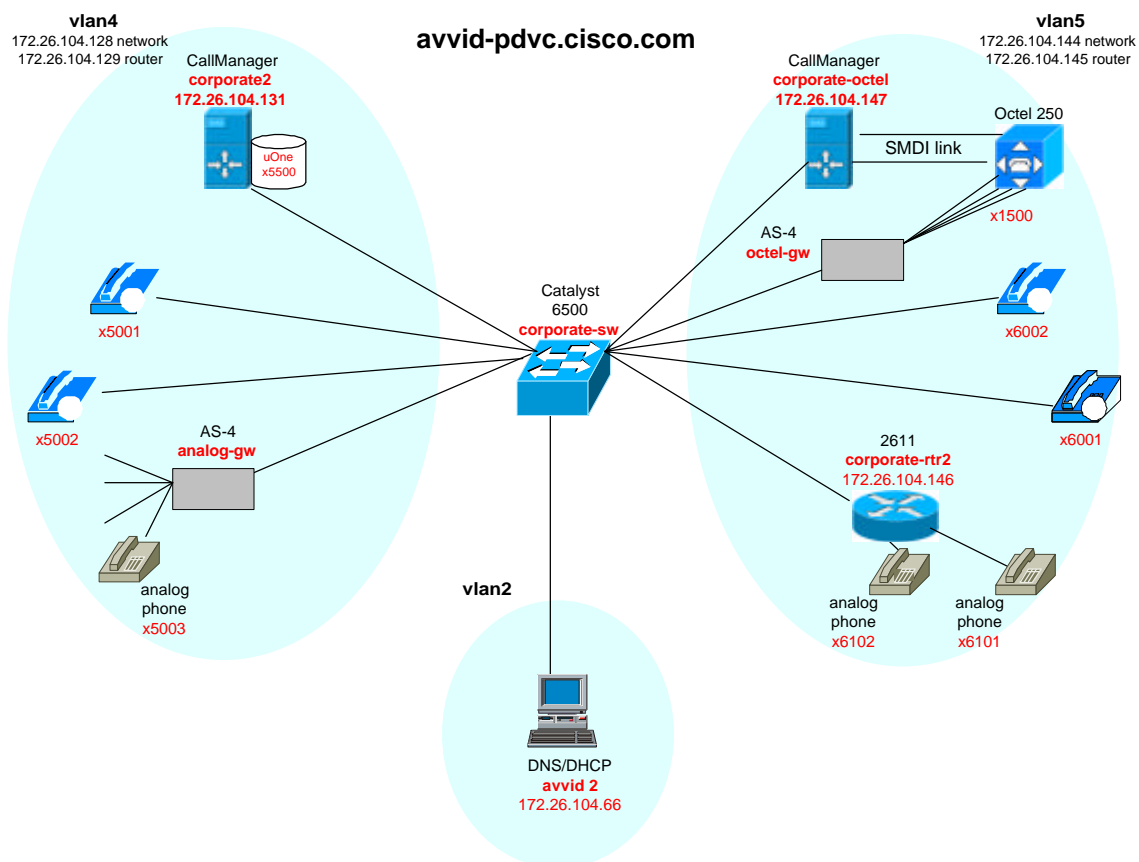 vlan4
172.26.104.128 network
172.26.104.129 router
avvid-pdvc.cisco.com
vlan5
172.26.104.144 network
172.26.104.145 router
CallManager
corporate2
172.26.104.131
uOne
x5500
CallManager
corporate-octel
172.26.104.147
Octel 250
SMDI link
x1500
AS-4
octel-gw
x5001
Catalyst
6500
corporate-sw
x6002
x5002
x6001
AS-4
analog-gw
2611
corporate-rtr2
172.26.104.146
analog
phone
x5003
analog
phone
x6102
analog
phone
x6101
vlan2
DNS/DHCP
avvid 2
172.26.104.66